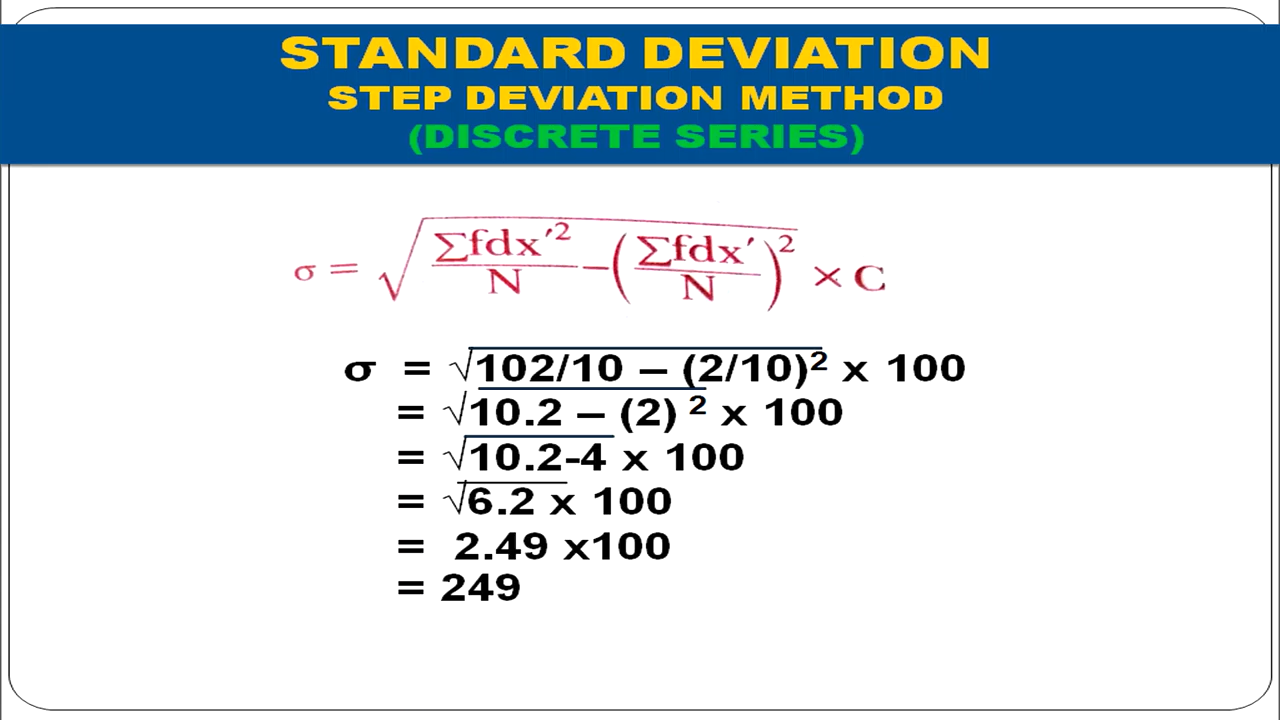 STANDARD DEVIATION
STEP DEVIATION METHOD
(DISCRETE SERIES)
σ = √ Σfdx′²/N – (Σfdx′/N)² × C
σ = √102/10 – (2/10)² x 100
= √10.2 – (2) ² x 100
= √10.2-4 x 100
= √6.2 x 100
= 2.49 x100
= 249